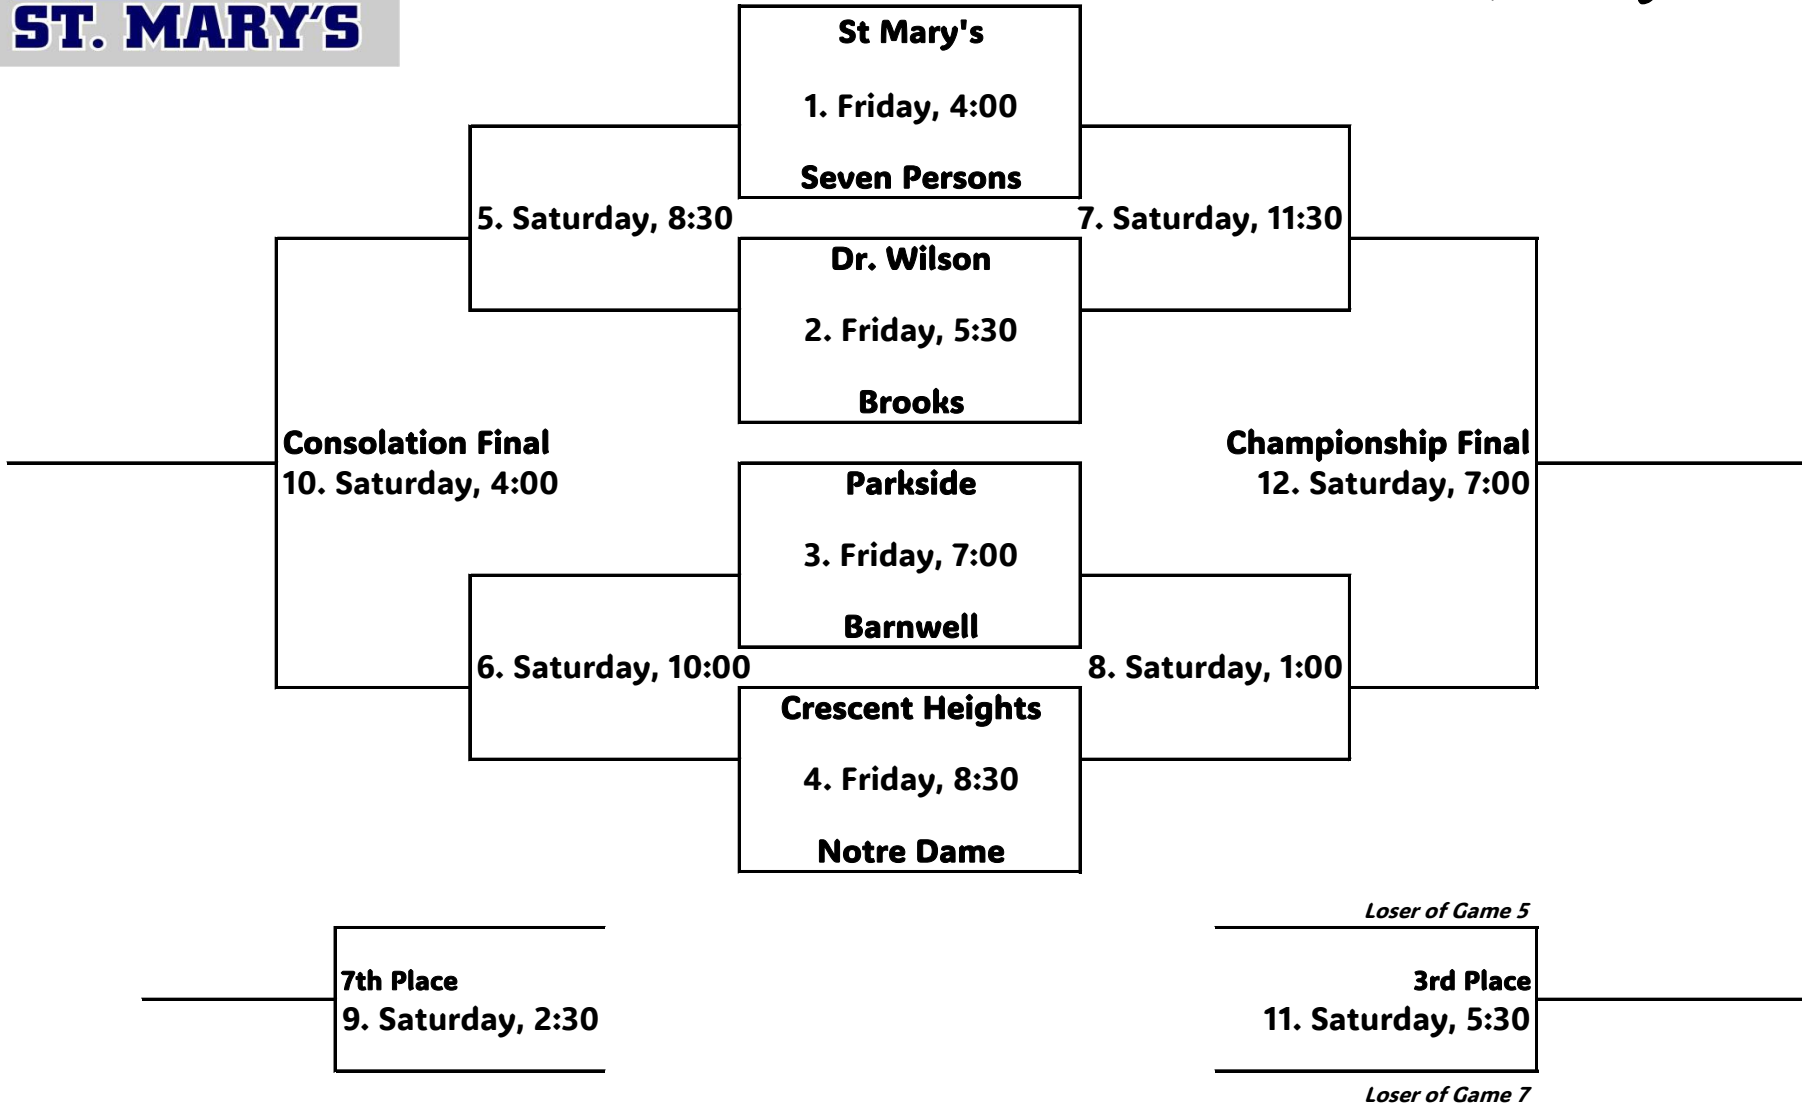 ST. MARY'S
St Mary's
1. Friday, 4:00
Seven Persons
5. Saturday, 8:30
7. Saturday, 11:30
Dr. Wilson
2. Friday, 5:30
Brooks
Consolation Final
10. Saturday, 4:00
Championship Final
12. Saturday, 7:00
Parkside
3. Friday, 7:00
Barnwell
6. Saturday, 10:00
8. Saturday, 1:00
Crescent Heights
4. Friday, 8:30
Notre Dame
Loser of Game 5
7th Place
9. Saturday, 2:30
3rd Place
11. Saturday, 5:30
Loser of Game 7